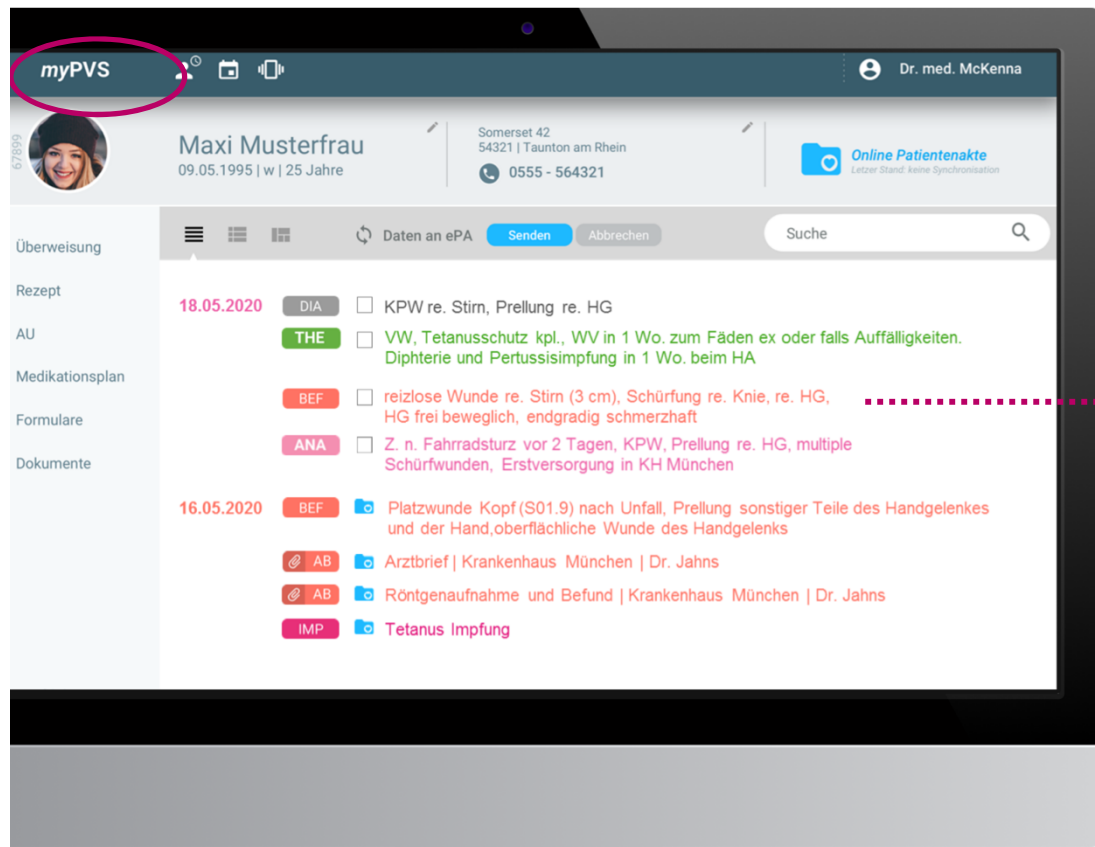 myPVS
Dr. med. McKenna
67899
Maxi Musterfrau
09.05.1995 | w | 25 Jahre
Somerset 42
54321 | Taunton am Rhein
0555 - 564321
Online Patientenakte
Letzer Stand: keine Synchronisation
Überweisung
Rezept
AU
Medikationsplan
Formulare
Dokumente
Daten an ePA Senden Abbrechen
Suche
18.05.2020 DIA KPW re. Stirn, Prellung re. HG
THE VW, Tetanusschutz kpl., WV in 1 Wo. zum Fäden ex oder falls Auffälligkeiten.
Diphterie und Pertussisimpfung in 1 Wo. beim HA
BEF reizlose Wunde re. Stirn (3 cm), Schürfung re. Knie, re. HG,
HG frei beweglich, endgradig schmerzhaft
ANA Z. n. Fahrradsturz vor 2 Tagen, KPW, Prellung re. HG, multiple
Schürfwunden, Erstversorgung in KH München
16.05.2020 BEF Platzwunde Kopf (S01.9) nach Unfall, Prellung sonstiger Teile des Handgelenkes
und der Hand,oberflächliche Wunde des Handgelenks
AB Arztbrief | Krankenhaus München | Dr. Jahns
AB Röntgenaufnahme und Befund | Krankenhaus München | Dr. Jahns
IMP Tetanus Impfung